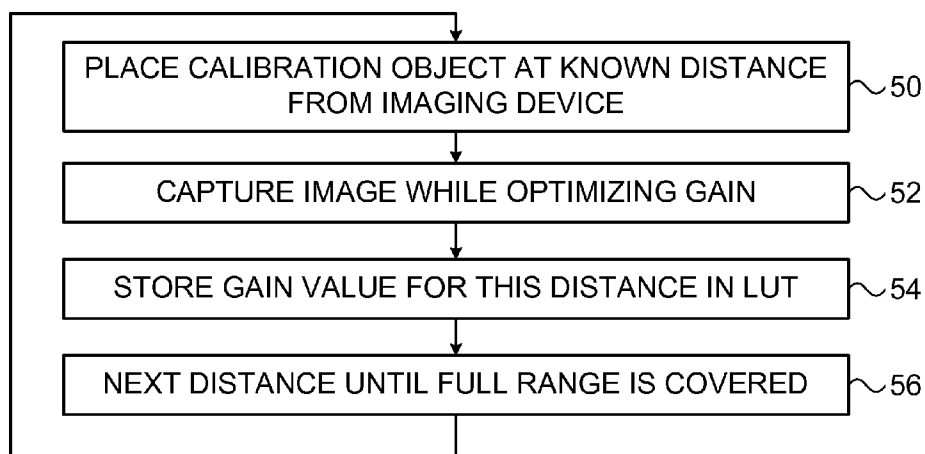 PLACE CALIBRATION OBJECT AT KNOWN DISTANCE
FROM IMAGING DEVICE
50
CAPTURE IMAGE WHILE OPTIMIZING GAIN
52
STORE GAIN VALUE FOR THIS DISTANCE IN LUT
54
NEXT DISTANCE UNTIL FULL RANGE IS COVERED
56